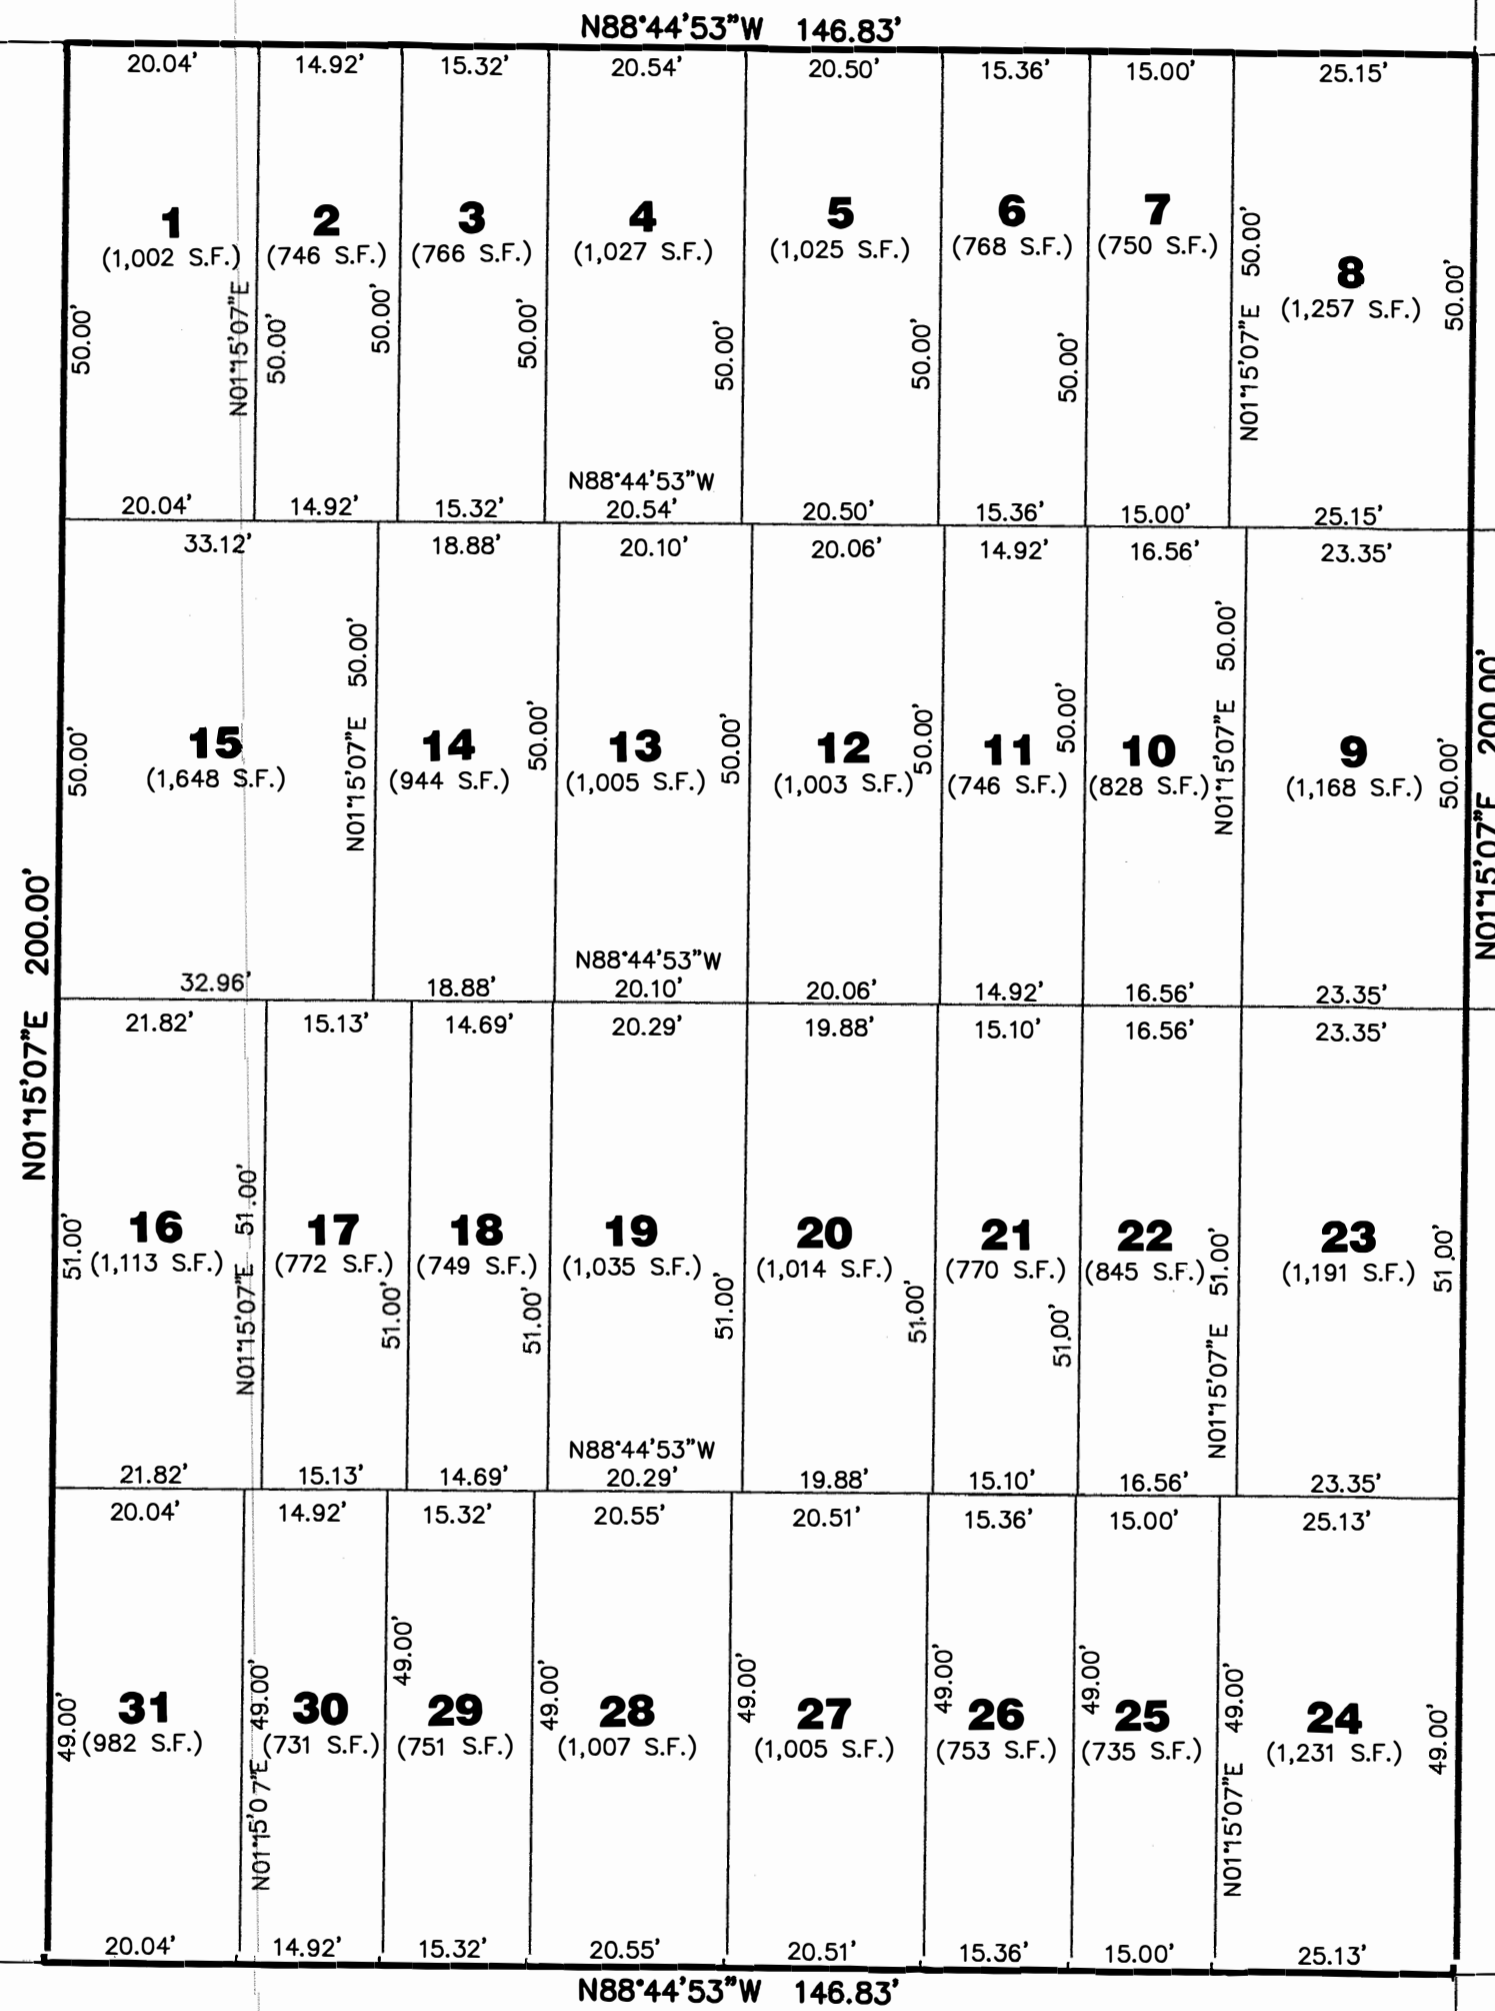 N88°44'53"W 146.83'
20.04' 14.92' 15.32' 20.54' 20.50' 15.36' 15.00' 25.15'
1 2 3 4 5 6 7 8
(1,002 S.F.) (746 S.F.) (766 S.F.) (1,027 S.F.) (1,025 S.F.) (768 S.F.) (750 S.F.) (1,257 S.F.)
50.00' N01°15'07"E 50.00' 50.00' 50.00' 50.00' 50.00' 50.00' N01°15'07"E 50.00' 50.00'
N88°44'53"W
20.04' 14.92' 15.32' 20.54' 20.50' 15.36' 15.00' 25.15'
33.12' 18.88' 20.10' 20.06' 14.92' 16.56' 23.35'
15 14 13 12 11 10 9
(1,648 S.F.) (944 S.F.) (1,005 S.F.) (1,003 S.F.) (746 S.F.) (828 S.F.) (1,168 S.F.)
50.00' N01°15'07"E 50.00' 50.00' 50.00' 50.00' 50.00' N01°15'07"E 50.00' 50.00'
N01°15'07"E 200.00'
N01°15'07"E 200.00'
N88°44'53"W
32.96' 18.88' 20.10' 20.06' 14.92' 16.56' 23.35'
21.82' 15.13' 14.69' 20.29' 19.88' 15.10' 16.56' 23.35'
16 17 18 19 20 21 22 23
(1,113 S.F.) (772 S.F.) (749 S.F.) (1,035 S.F.) (1,014 S.F.) (770 S.F.) (845 S.F.) (1,191 S.F.)
51.00' N01°15'07"E 51.00' 51.00' 51.00' 51.00' 51.00' 51.00' N01°15'07"E 51.00' 51.00'
N88°44'53"W
21.82' 15.13' 14.69' 20.29' 19.88' 15.10' 16.56' 23.35'
20.04' 14.92' 15.32' 20.55' 20.51' 15.36' 15.00' 25.13'
31 30 29 28 27 26 25 24
(982 S.F.) (731 S.F.) (751 S.F.) (1,007 S.F.) (1,005 S.F.) (753 S.F.) (735 S.F.) (1,231 S.F.)
49.00' N01°15'07"E 49.00' 49.00' 49.00' 49.00' 49.00' 49.00' N01°15'07"E 49.00' 49.00'
20.04' 14.92' 15.32' 20.55' 20.51' 15.36' 15.00' 25.13'
N88°44'53"W 146.83'